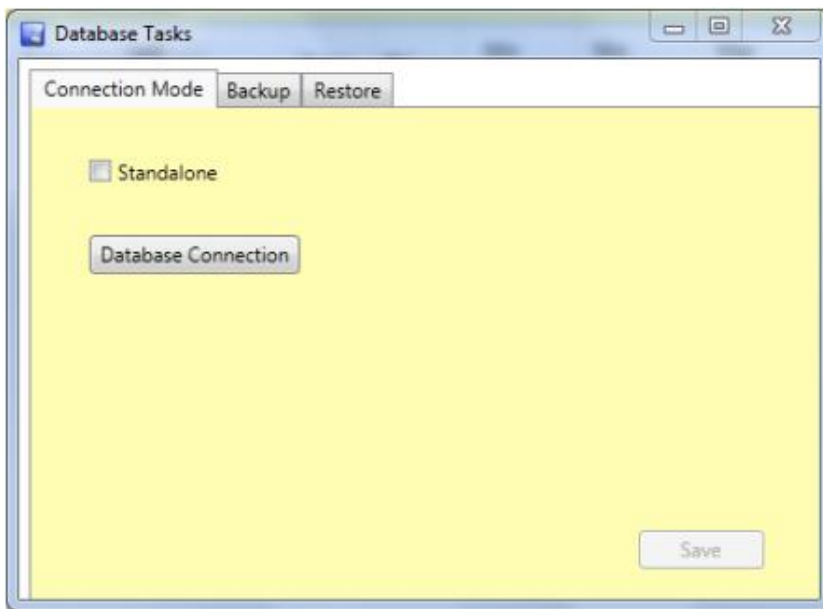 Database Tasks
Connection Mode Backup Restore
Standalone
Database Connection
Save